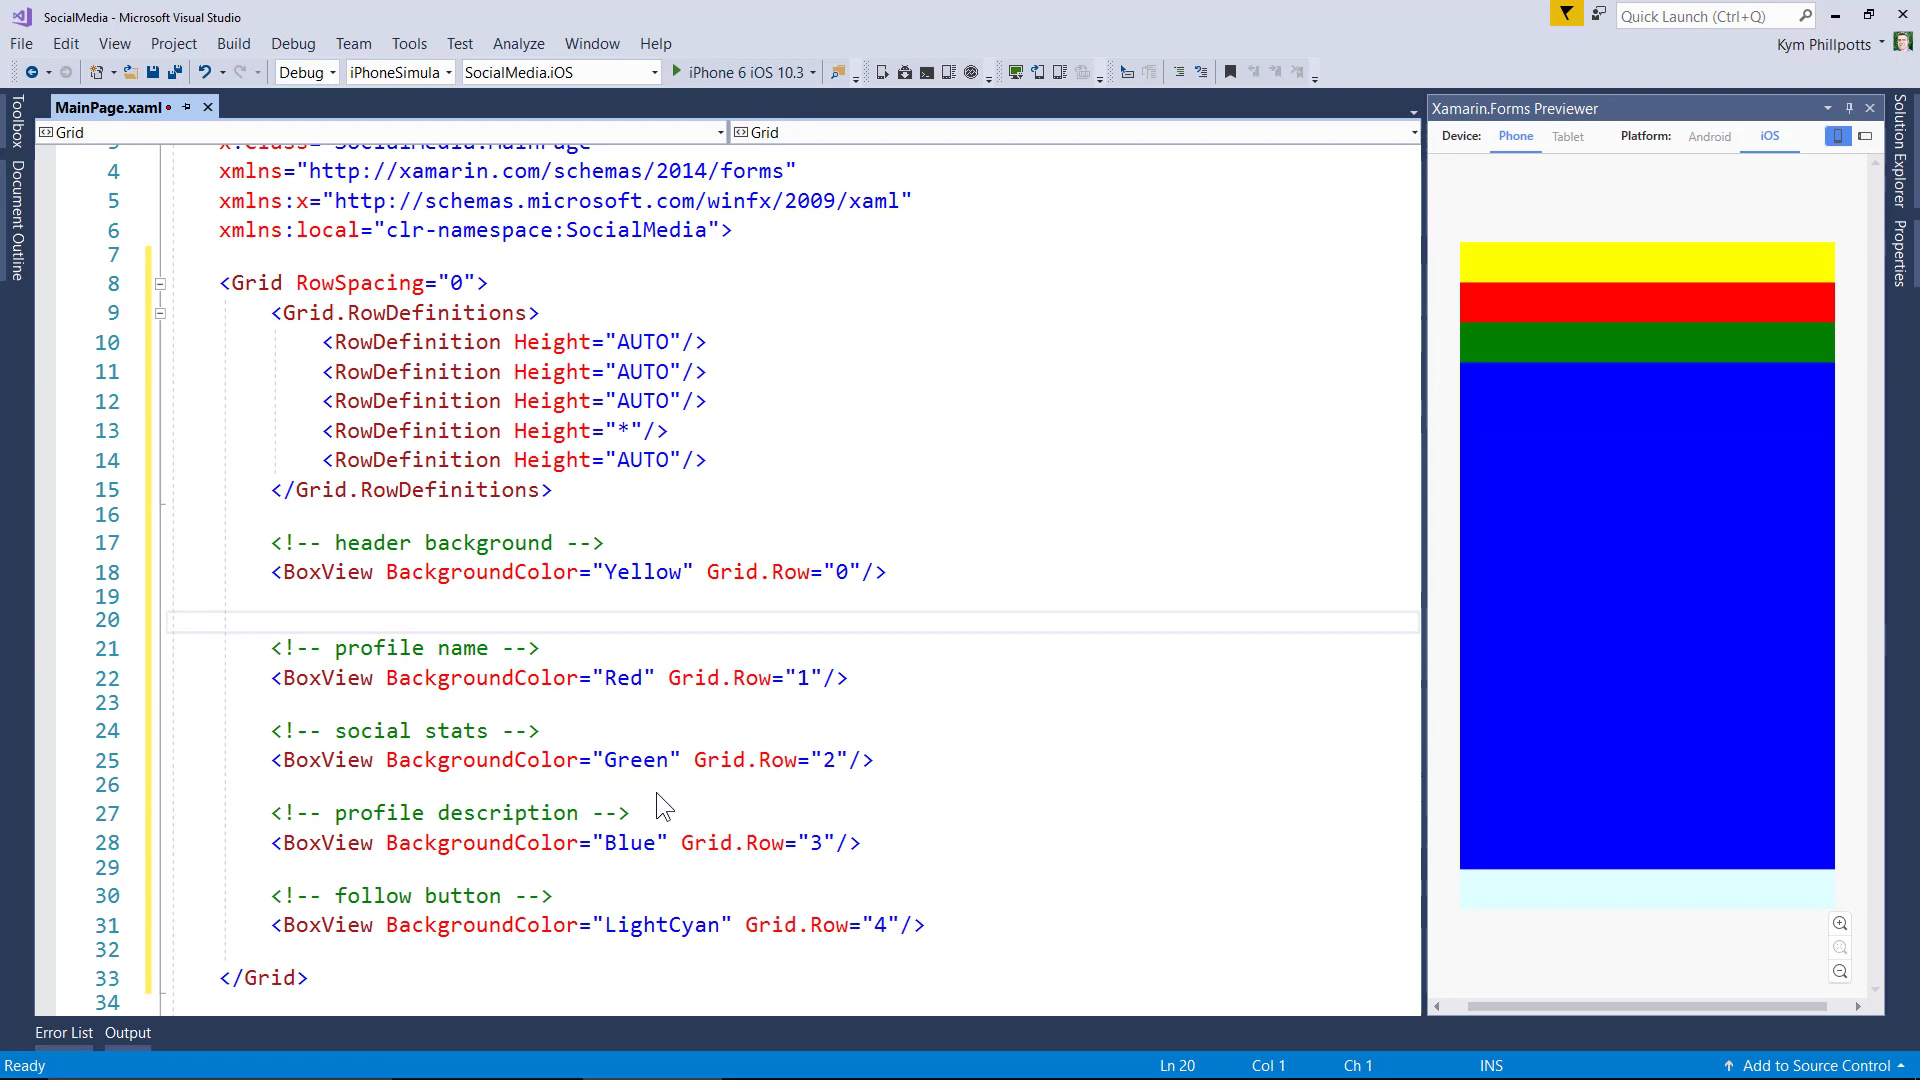 SocialMedia - Microsoft Visual Studio
Quick Launch (Ctrl+Q)
File Edit View Project Build Debug Team Tools Test Analyze Window Help
Kym Phillpotts
Debug iPhoneSimula SocialMedia.iOS iPhone 6 iOS 10.3
Toolbox
Document Outline
MainPage.xaml
Grid
Grid
3 x:Class="SocialMedia.MainPage"
4 xmlns="http://xamarin.com/schemas/2014/forms"
5 xmlns:x="http://schemas.microsoft.com/winfx/2009/xaml"
6 xmlns:local="clr-namespace:SocialMedia">
7
8 <Grid RowSpacing="0">
9 <Grid.RowDefinitions>
10 <RowDefinition Height="AUTO"/>
11 <RowDefinition Height="AUTO"/>
12 <RowDefinition Height="AUTO"/>
13 <RowDefinition Height="*"/>
14 <RowDefinition Height="AUTO"/>
15 </Grid.RowDefinitions>
16
17 <!-- header background -->
18 <BoxView BackgroundColor="Yellow" Grid.Row="0"/>
19
20
21 <!-- profile name -->
22 <BoxView BackgroundColor="Red" Grid.Row="1"/>
23
24 <!-- social stats -->
25 <BoxView BackgroundColor="Green" Grid.Row="2"/>
26
27 <!-- profile description -->
28 <BoxView BackgroundColor="Blue" Grid.Row="3"/>
29
30 <!-- follow button -->
31 <BoxView BackgroundColor="LightCyan" Grid.Row="4"/>
32
33 </Grid>
34
Xamarin.Forms Previewer
Device: Phone Tablet Platform: Android iOS
Solution Explorer
Properties
Error List Output
Ready Ln 20 Col 1 Ch 1 INS Add to Source Control